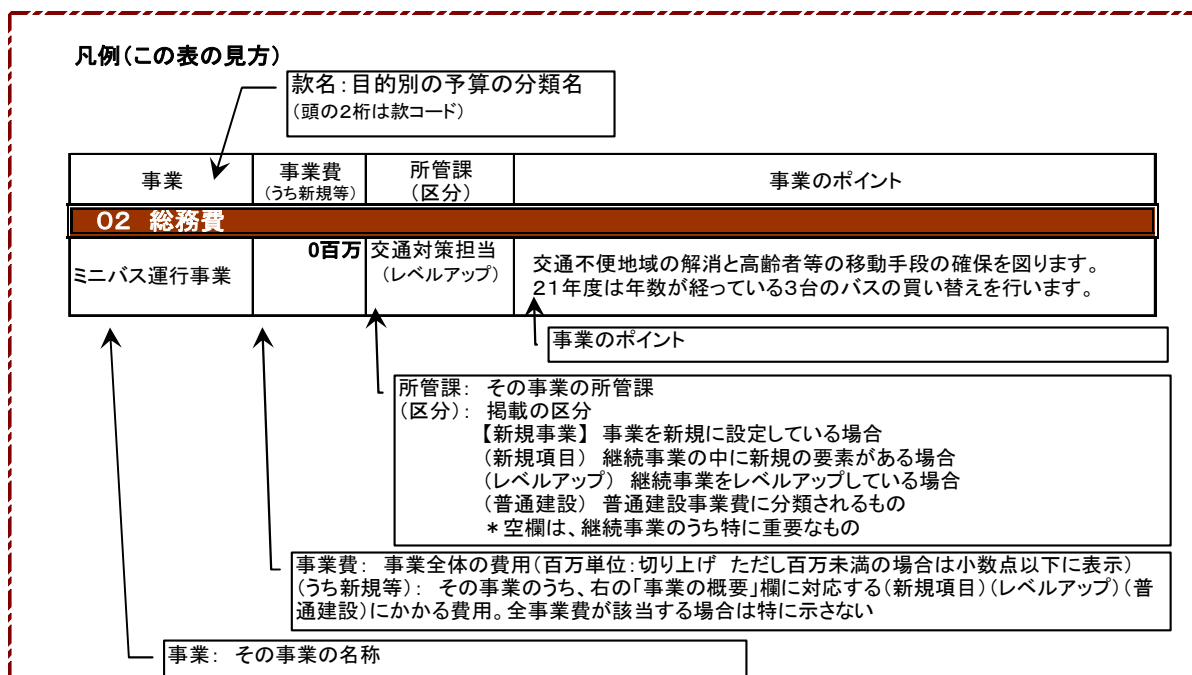 凡例(この表の見方)
款名:目的別の予算の分類名
(頭の2桁は款コード)
事業 事業費 所管課 事業のポイント
(うち新規等) (区分)
02 総務費
ミニバス運行事業 0百万 交通対策担当 交通不便地域の解消と高齢者等の移動手段の確保を図ります。
(レベルアップ) 21年度は年数が経っている3台のバスの買い替えを行います。
事業のポイント
所管課: その事業の所管課
(区分): 掲載の区分
【新規事業】 事業を新規に設定している場合
(新規項目) 継続事業の中に新規の要素がある場合
(レベルアップ) 継続事業をレベルアップしている場合
(普通建設) 普通建設事業費に分類されるもの
*空欄は、継続事業のうち特に重要なもの
事業費: 事業全体の費用(百万単位:切り上げ ただし百万未満の場合は小数点以下に表示)
(うち新規等): その事業のうち、右の「事業の概要」欄に対応する(新規項目)(レベルアップ)(普
通建設)にかかる費用。全事業費が該当する場合は特に示さない
事業: その事業の名称